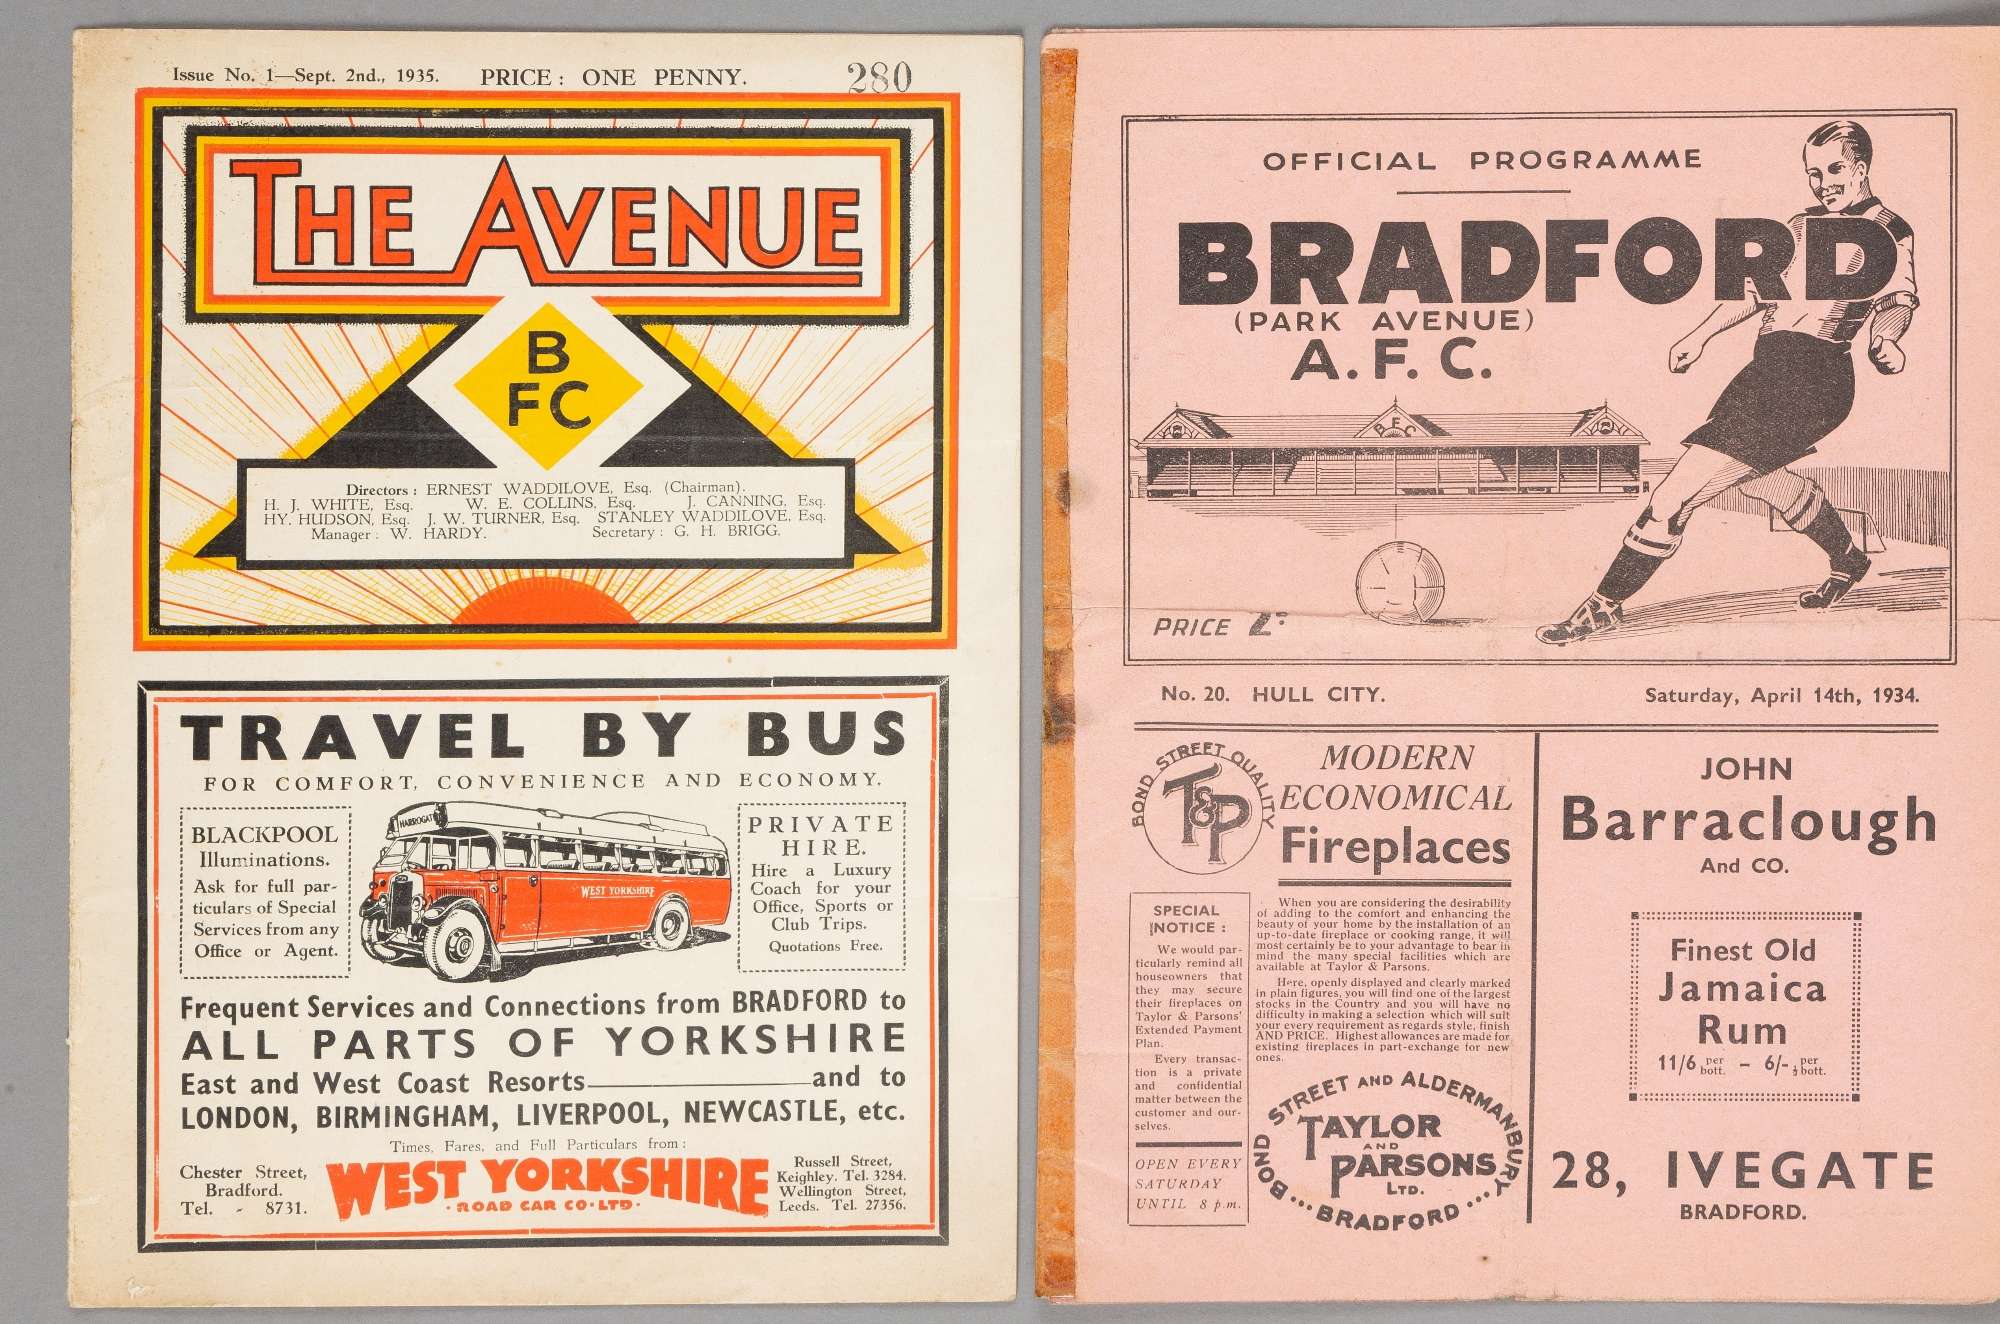 Issue No. 1—Sept. 2nd., 1935. PRICE: ONE PENNY. 280
THE AVENUE
B
FC
Directors: ERNEST WADDILOVE, Esq. (Chairman).
H. J. WHITE, Esq. W. E. COLLINS, Esq. J. CANNING, Esq.
HY. HUDSON, Esq. J. W. TURNER, Esq. STANLEY WADDILOVE, Esq.
Manager: W. HARDY. Secretary: G. H. BRIGG.
TRAVEL BY BUS
FOR COMFORT, CONVENIENCE AND ECONOMY.
BLACKPOOL
Illuminations.
Ask for full par-
ticulars of Special
Services from any
Office or Agent.
HARROGATE
WEST YORKSHIRE
PRIVATE
HIRE.
Hire a Luxury
Coach for your
Office, Sports or
Club Trips.
Quotations Free.
Frequent Services and Connections from BRADFORD to
ALL PARTS OF YORKSHIRE
East and West Coast Resorts————and to
LONDON, BIRMINGHAM, LIVERPOOL, NEWCASTLE, etc.
Times, Fares, and Full Particulars from:
Chester Street,
Bradford.
Tel. - 8731.
WEST YORKSHIRE
·ROAD CAR CO·LTD·
Russell Street,
Keighley. Tel. 3284.
Wellington Street,
Leeds. Tel. 27356.
OFFICIAL PROGRAMME
BRADFORD
(PARK AVENUE)
A.F.C.
BFC
PRICE 2D.
No. 20. HULL CITY. Saturday, April 14th, 1934.
BOND STREET QUALITY
T&P
MODERN
ECONOMICAL
Fireplaces
SPECIAL
NOTICE:
We would par-
ticularly remind all
houseowners that
they may secure
their fireplaces on
Taylor & Parsons'
Extended Payment
Plan.
Every transac-
tion is a private
and confidential
matter between the
customer and our-
selves.
OPEN EVERY
SATURDAY
UNTIL 8 p.m.
When you are considering the desirability
of adding to the comfort and enhancing the
beauty of your home by the installation of an
up-to-date fireplace or cooking range, it will
most certainly be to your advantage to bear in
mind the many special facilities which are
available at Taylor & Parsons.
Here, openly displayed and clearly marked
in plain figures, you will find one of the largest
stocks in the Country and you will have no
difficulty in making a selection which will suit
your every requirement as regards style, finish
AND PRICE. Highest allowances are made for
existing fireplaces in part-exchange for new
ones.
BOND STREET AND ALDERMANBURY
TAYLOR
AND
PARSONS
LTD.
...BRADFORD...
JOHN
Barraclough
And CO.
Finest Old
Jamaica
Rum
11/6 per bott. - 6/- per ½ bott.
28, IVEGATE
BRADFORD.